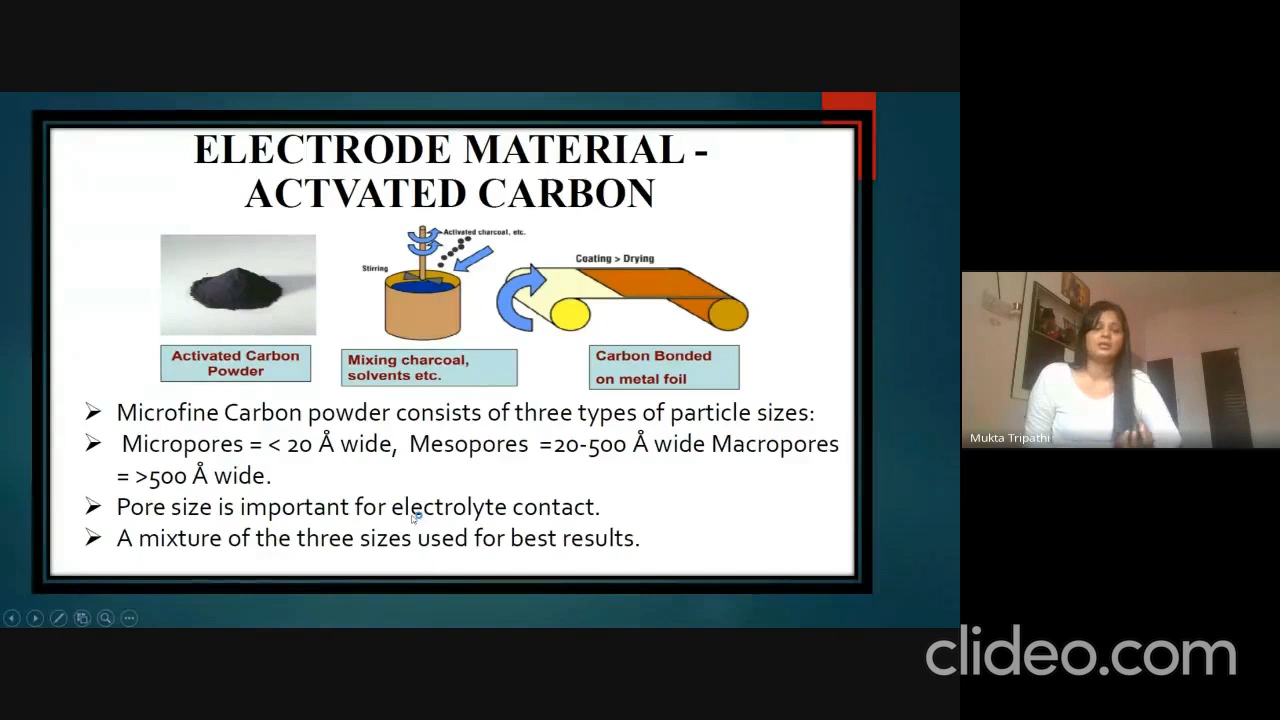 ELECTRODE MATERIAL -
ACTVATED CARBON
Activated charcoal, etc.
Stirring
Coating > Drying
Activated Carbon
Powder
Mixing charcoal,
solvents etc.
Carbon Bonded
on metal foil
➢ Microfine Carbon powder consists of three types of particle sizes:
➢ Micropores = < 20 Å wide, Mesopores =20-500 Å wide Macropores
= >500 Å wide.
➢ Pore size is important for electrolyte contact.
➢ A mixture of the three sizes used for best results.
Mukta Tripathi
clideo.com